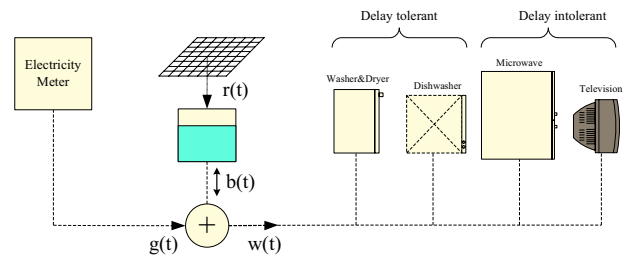 Delay tolerant
Delay intolerant
Electricity
Meter
Washer&Dryer
Dishwasher
Microwave
Television
r(t)
b(t)
+
g(t)
w(t)